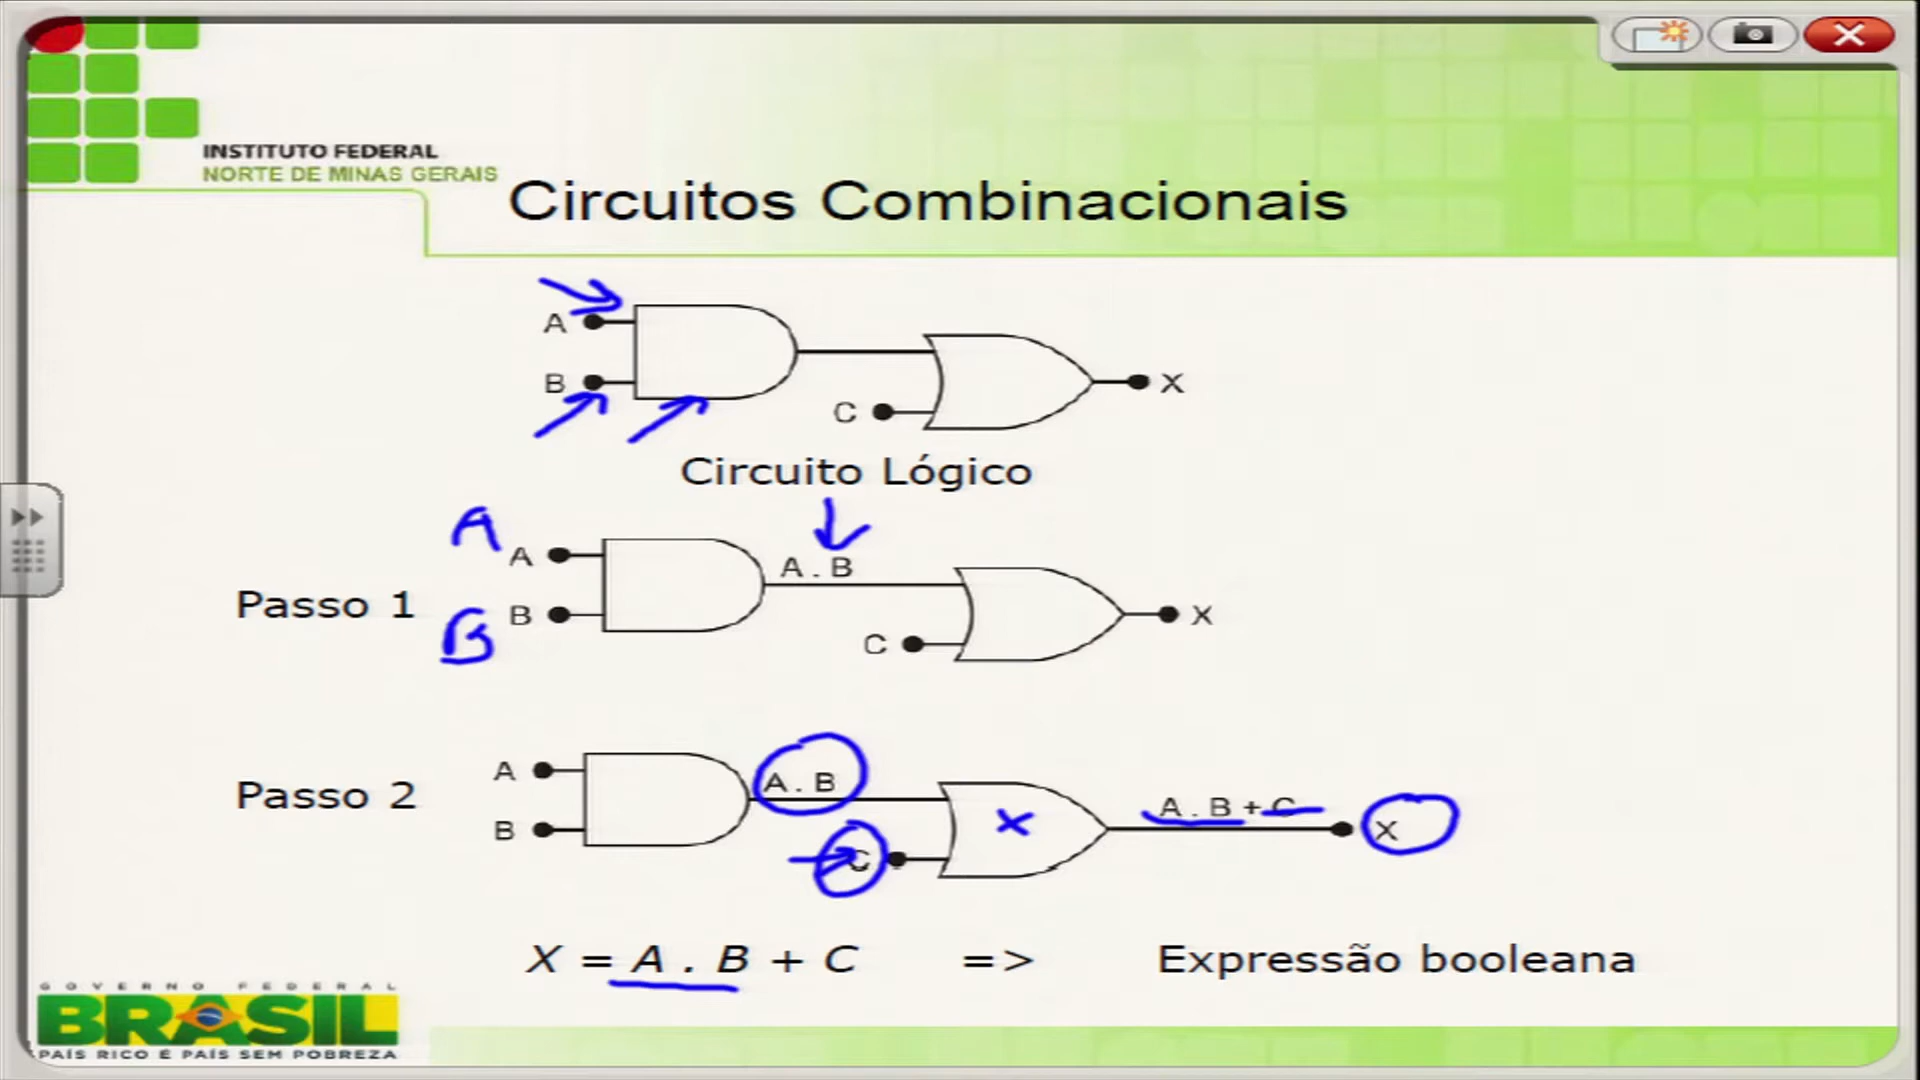 INSTITUTO FEDERAL
NORTE DE MINAS GERAIS
Circuitos Combinacionais
A
B
C
X
Circuito Lógico
A
A
A . B
Passo 1
B
B
C
X
Passo 2
A
B
A . B
C
x
A . B + C
X
X = A . B + C => Expressão booleana
GOVERNO FEDERAL
BRASIL
PAÍS RICO É PAÍS SEM POBREZA